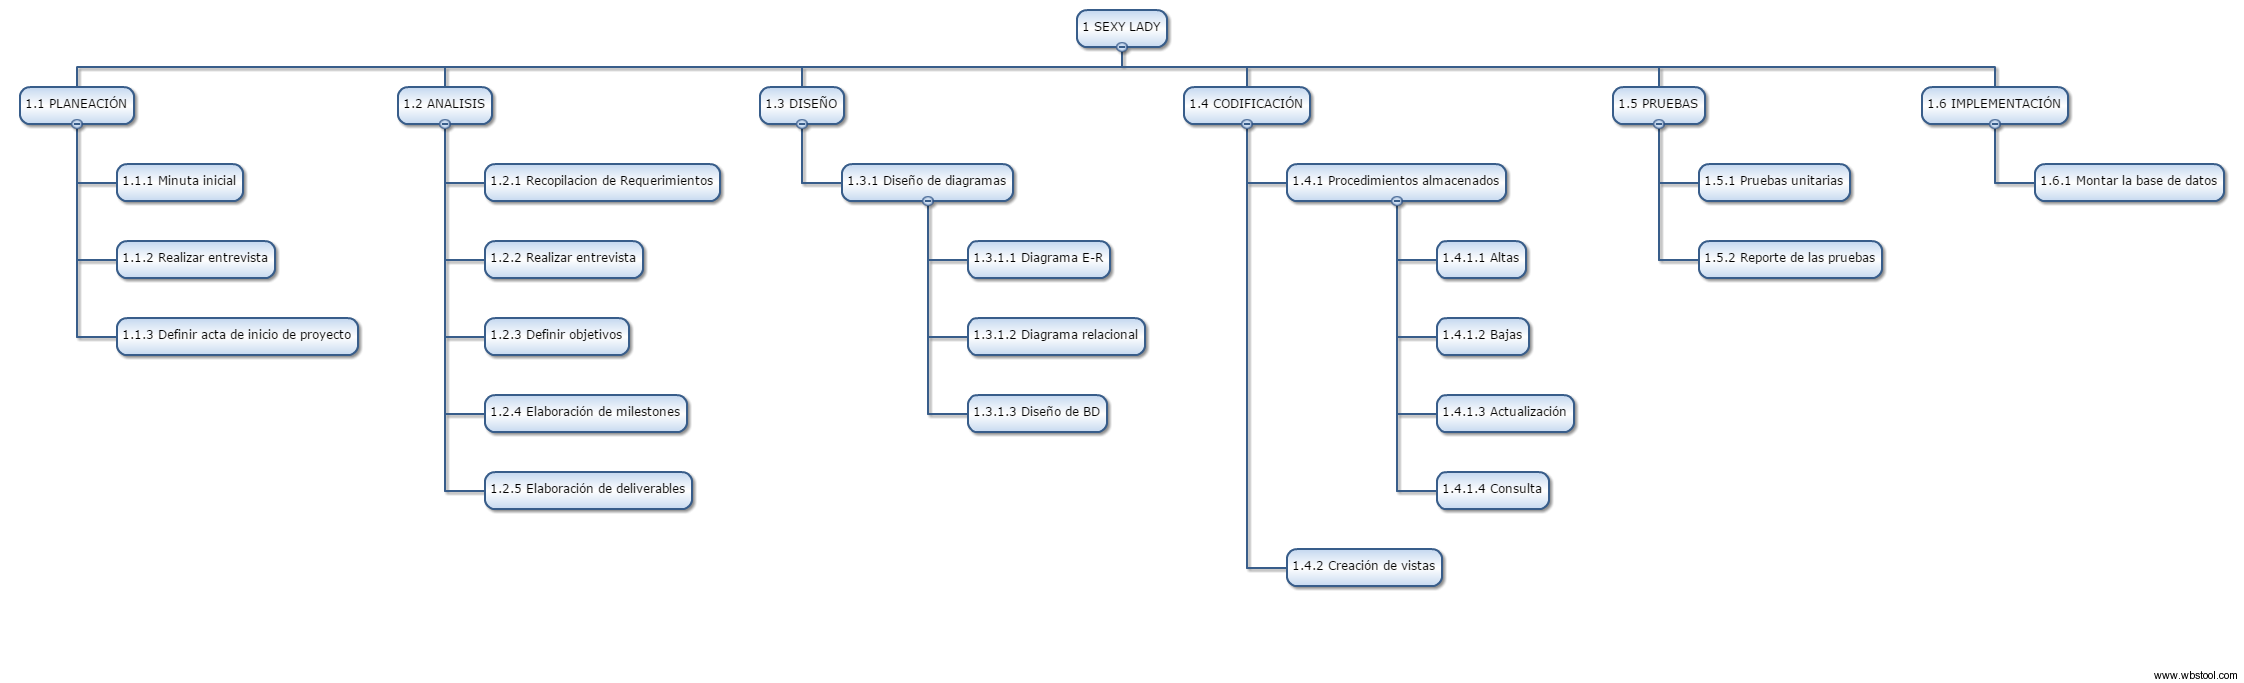 1 SEXY LADY
1.1 PLANEACIÓN
1.1.1 Minuta inicial
1.1.2 Realizar entrevista
1.1.3 Definir acta de inicio de proyecto
1.2 ANALISIS
1.2.1 Recopilacion de Requerimientos
1.2.2 Realizar entrevista
1.2.3 Definir objetivos
1.2.4 Elaboración de milestones
1.2.5 Elaboración de deliverables
1.3 DISEÑO
1.3.1 Diseño de diagramas
1.3.1.1 Diagrama E-R
1.3.1.2 Diagrama relacional
1.3.1.3 Diseño de BD
1.4 CODIFICACIÓN
1.4.1 Procedimientos almacenados
1.4.1.1 Altas
1.4.1.2 Bajas
1.4.1.3 Actualización
1.4.1.4 Consulta
1.4.2 Creación de vistas
1.5 PRUEBAS
1.5.1 Pruebas unitarias
1.5.2 Reporte de las pruebas
1.6 IMPLEMENTACIÓN
1.6.1 Montar la base de datos
www.wbstool.com